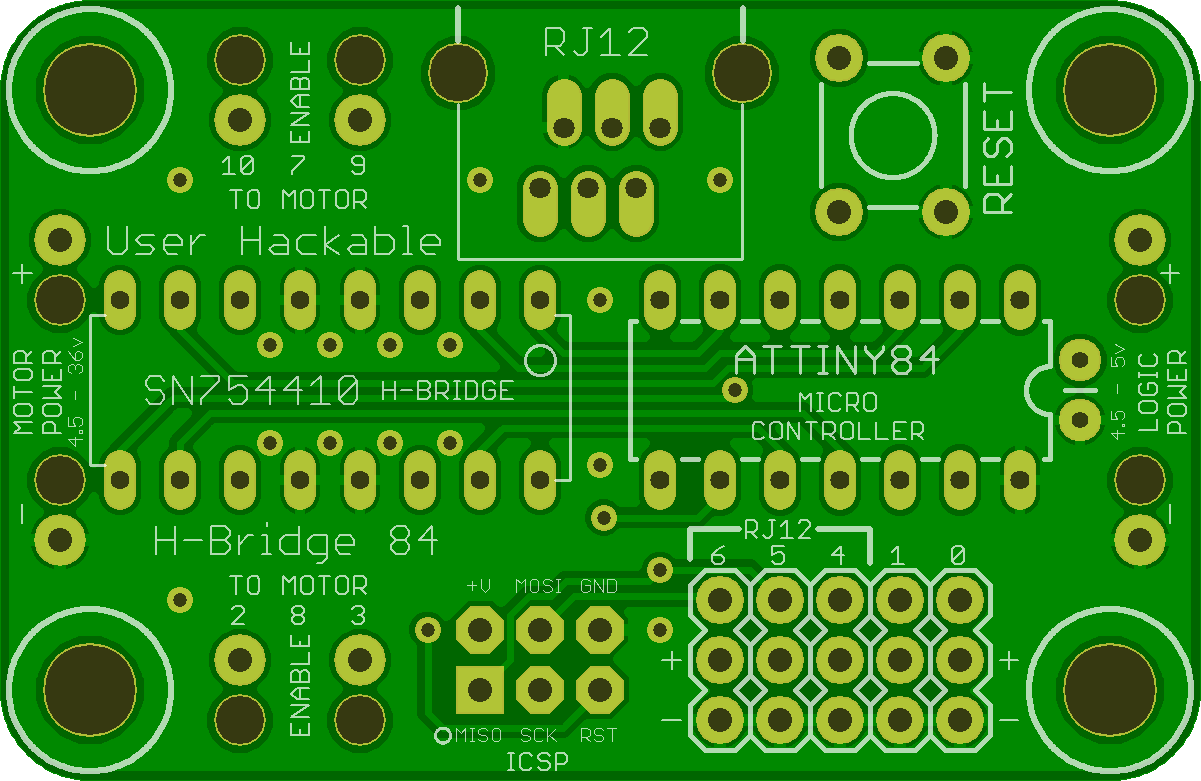 RJ12
ENABLE
10 7 9
TO MOTOR
RESET
User Hackable
+
+
MOTOR
POWER
4.5 - 36v
SN754410 H-BRIDGE
ATTINY84
MICRO
CONTROLLER
4.5 - 5v
LOGIC
POWER
-
-
H-Bridge 84
RJ12
6 5 4 1 0
TO MOTOR
2 8 3
ENABLE
+V MOSI GND
+ +
- -
MISO SCK RST
ICSP